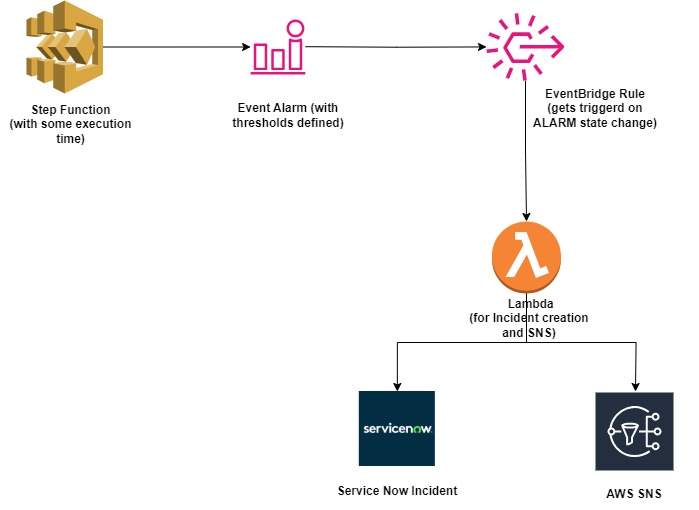 Step Function
(with some execution
time)
Event Alarm (with
thresholds defined)
EventBridge Rule
(gets triggerd on
ALARM state change)
λ
Lambda
(for Incident creation
and SNS)
servicenow.
Service Now Incident
AWS SNS